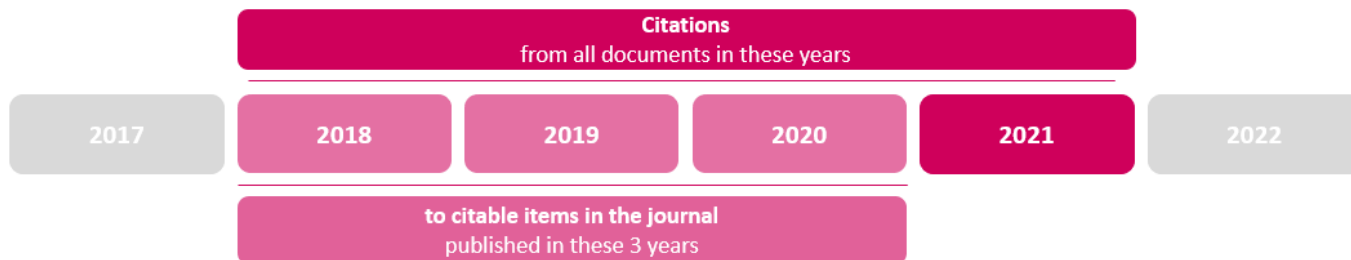 Citations
from all documents in these years
2017
2018
2019
2020
2021
2022
to citable items in the journal
published in these 3 years